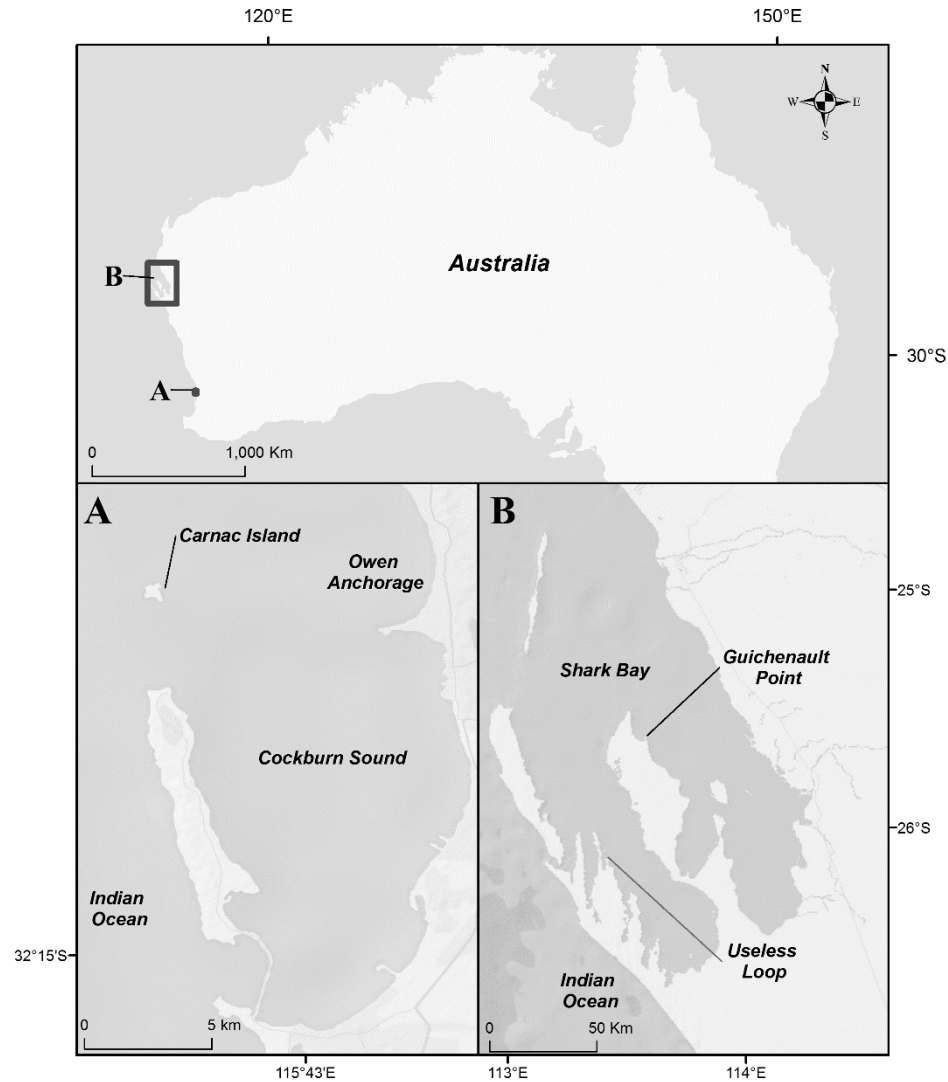 120°E
150°E
N
W
E
S
Australia
B
A
30°S
0
1,000 Km
A
Carnac Island
Owen
Anchorage
Cockburn Sound
Indian
Ocean
32°15'S
0
5 km
115°43'E
B
25°S
Shark Bay
Guichenault
Point
26°S
Useless
Loop
Indian
Ocean
0
50 Km
113°E
114°E